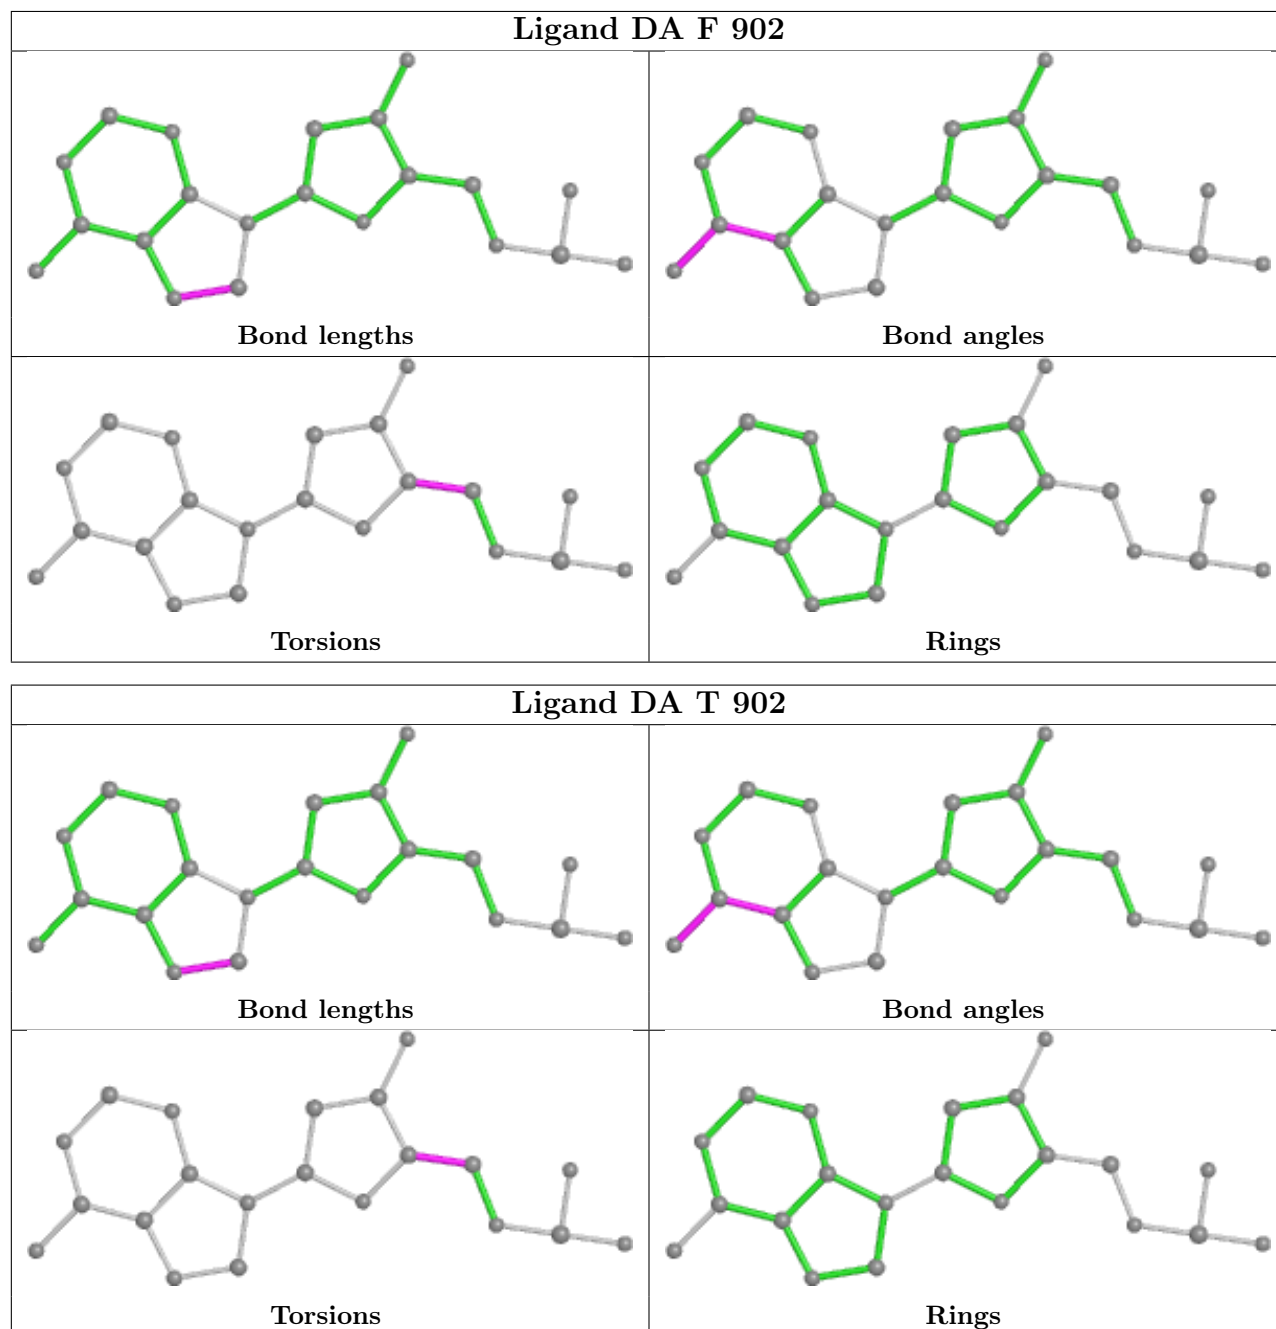 Ligand DA F 902
Bond lengths
Bond angles
Torsions
Rings
Ligand DA T 902
Bond lengths
Bond angles
Torsions
Rings